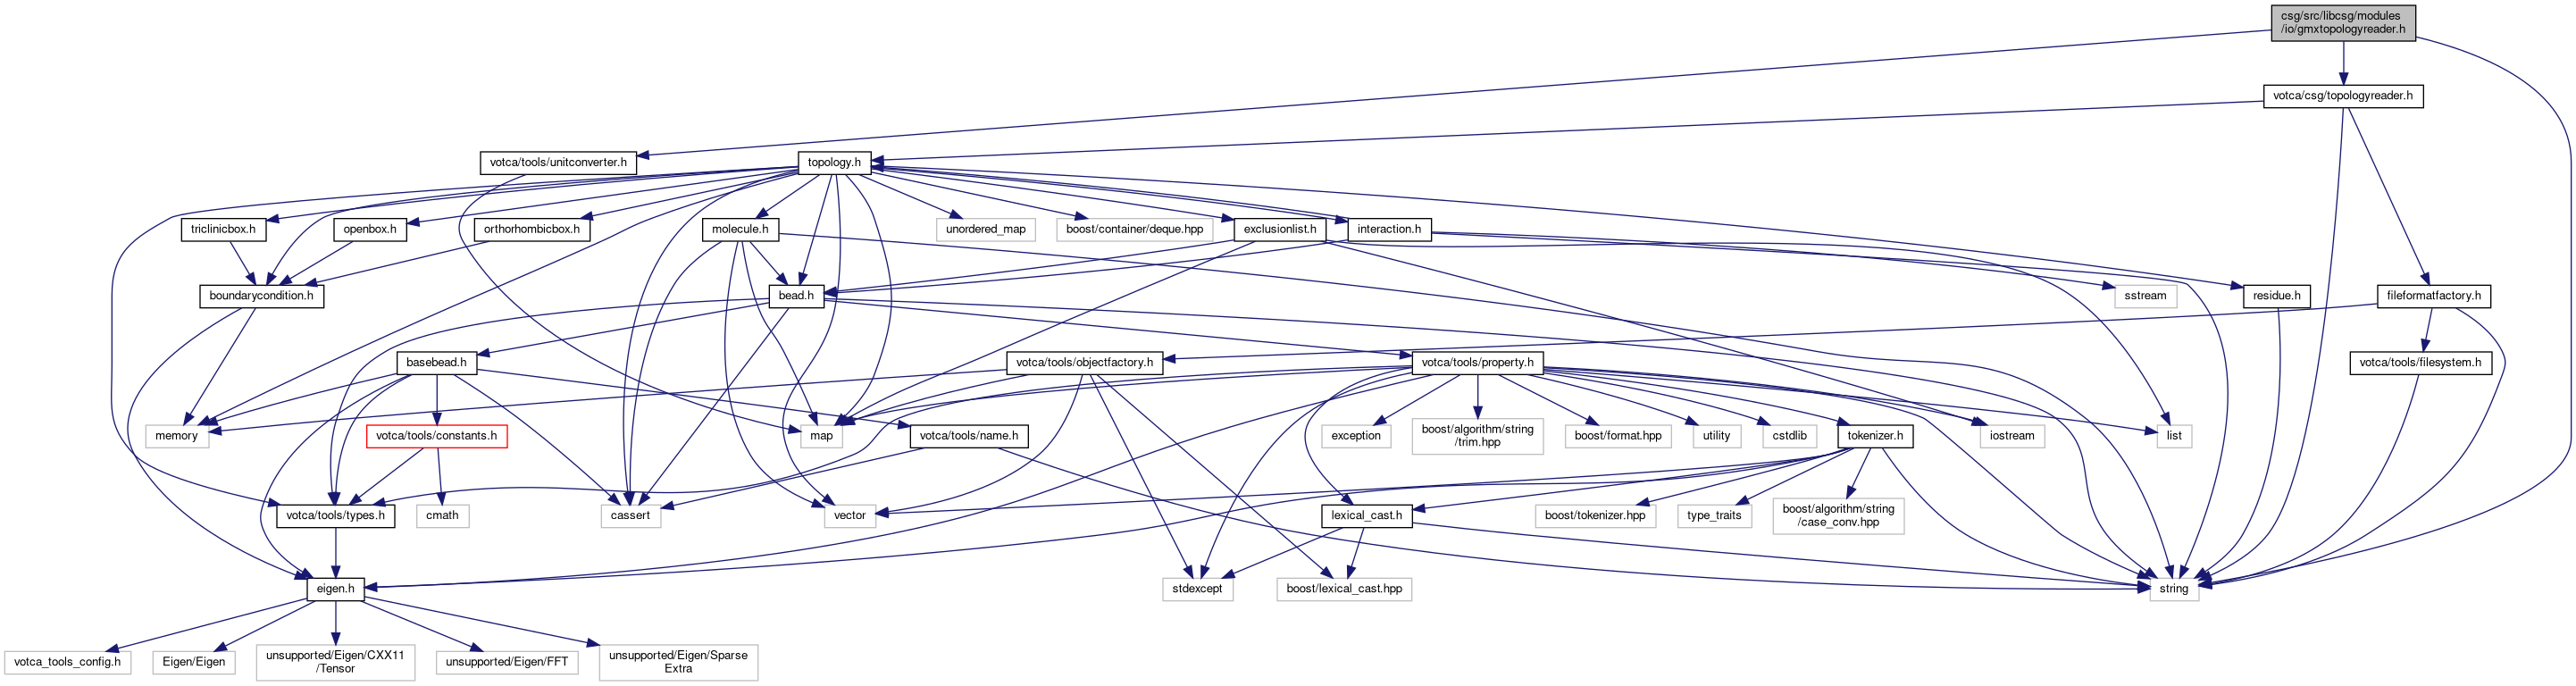 csg/src/libcsg/modules
/io/gmxtopologyreader.h
votca/csg/topologyreader.h
votca/tools/unitconverter.h
topology.h
triclinicbox.h
openbox.h
orthorhombicbox.h
molecule.h
unordered_map
boost/container/deque.hpp
exclusionlist.h
interaction.h
boundarycondition.h
bead.h
sstream
residue.h
fileformatfactory.h
basebead.h
votca/tools/objectfactory.h
votca/tools/property.h
votca/tools/filesystem.h
memory
votca/tools/constants.h
map
votca/tools/name.h
exception
boost/algorithm/string
/trim.hpp
boost/format.hpp
utility
cstdlib
tokenizer.h
iostream
list
votca/tools/types.h
cmath
cassert
vector
lexical_cast.h
boost/tokenizer.hpp
type_traits
boost/algorithm/string
/case_conv.hpp
eigen.h
stdexcept
boost/lexical_cast.hpp
string
votca_tools_config.h
Eigen/Eigen
unsupported/Eigen/CXX11
/Tensor
unsupported/Eigen/FFT
unsupported/Eigen/Sparse
Extra